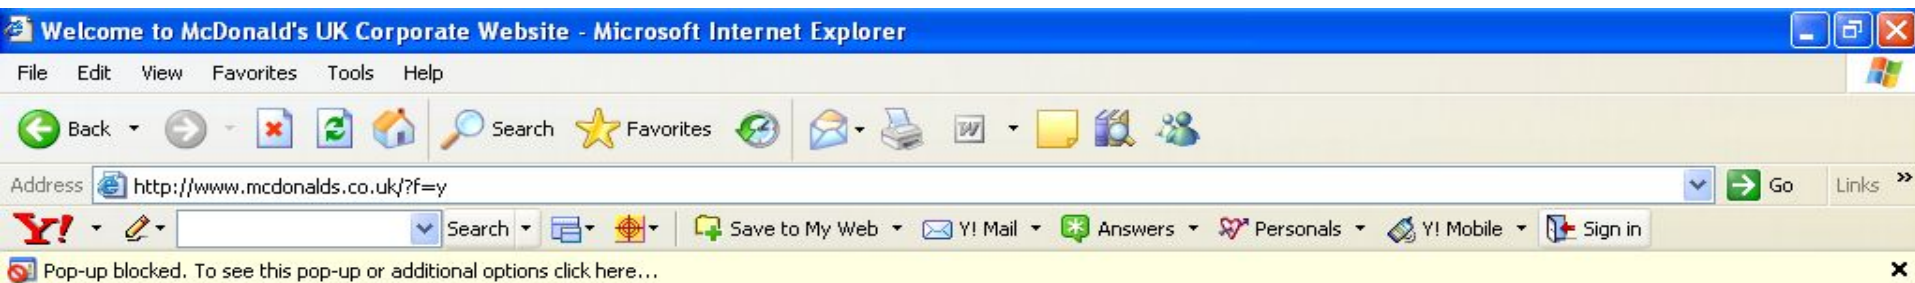 Welcome to McDonald's UK Corporate Website - Microsoft Internet Explorer
File Edit View Favorites Tools Help
Back Search Favorites W
Address http://www.mcdonalds.co.uk/?f=y Go Links »
Y! Search Save to My Web Y! Mail Answers Personals Y! Mobile Sign in
Pop-up blocked. To see this pop-up or additional options click here...